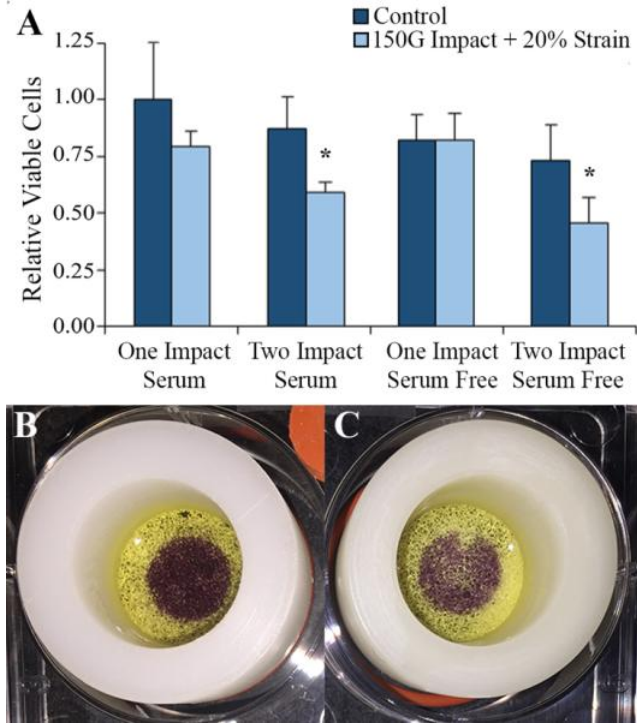 A
Control
150G Impact + 20% Strain
Relative Viable Cells
1.25
1.00
0.75
0.50
0.25
0.00
*
*
One Impact
Serum
Two Impact
Serum
One Impact
Serum Free
Two Impact
Serum Free
B
C